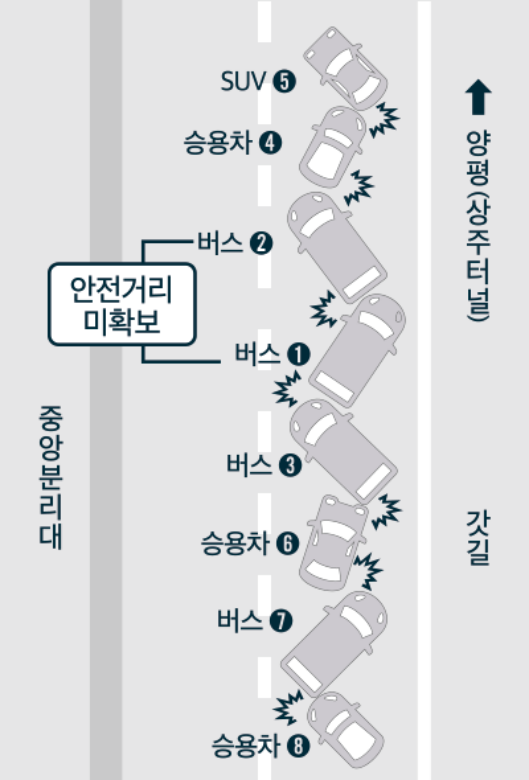 SUV ❺
승용차 ❹
버스 ❷
안전거리
미확보
버스 ❶
버스 ❸
승용차 ❻
버스 ❼
승용차 ❽
중앙분리대
양평(상주터널)
갓길